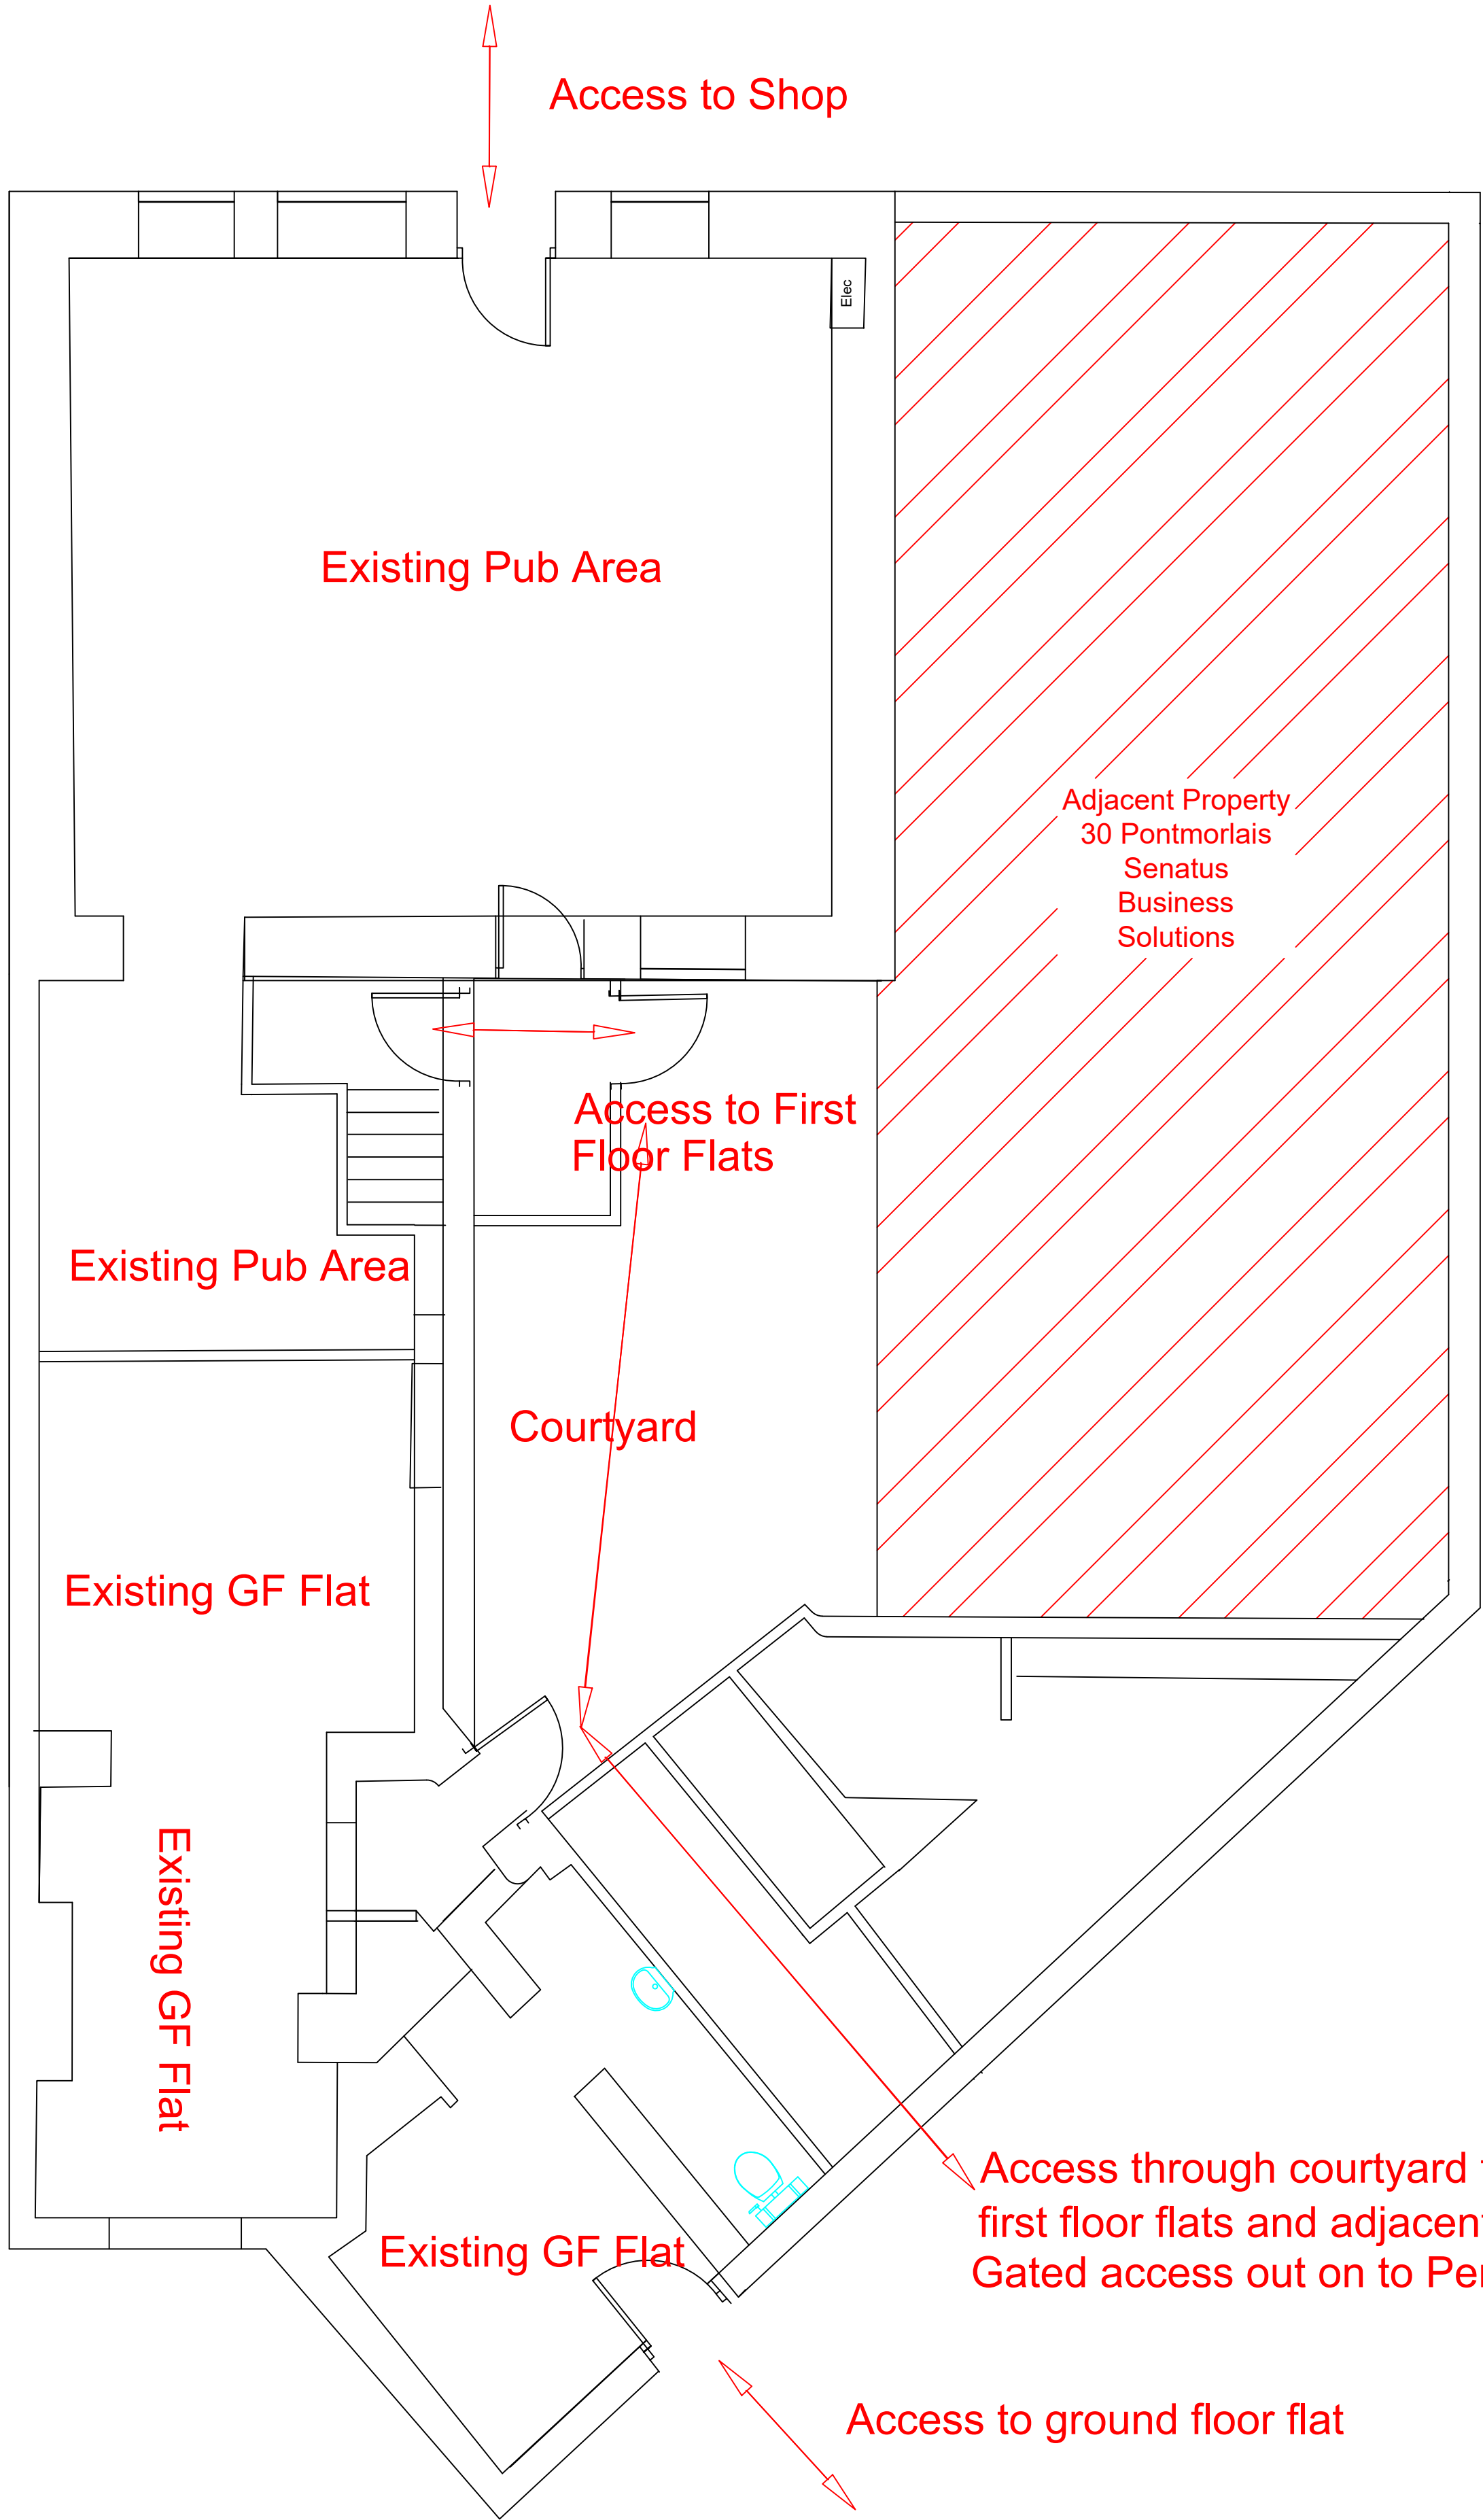 Access to Shop
Elec
Existing Pub Area
Adjacent Property
30 Pontmorlais
Senatus
Business
Solutions
Access to First
Floor Flats
Existing Pub Area
Courtyard
Existing GF Flat
Existing GF Flat
Access through courtyard
first floor flats and
Gated access out on to
Existing GF Flat
Access to ground floor flat